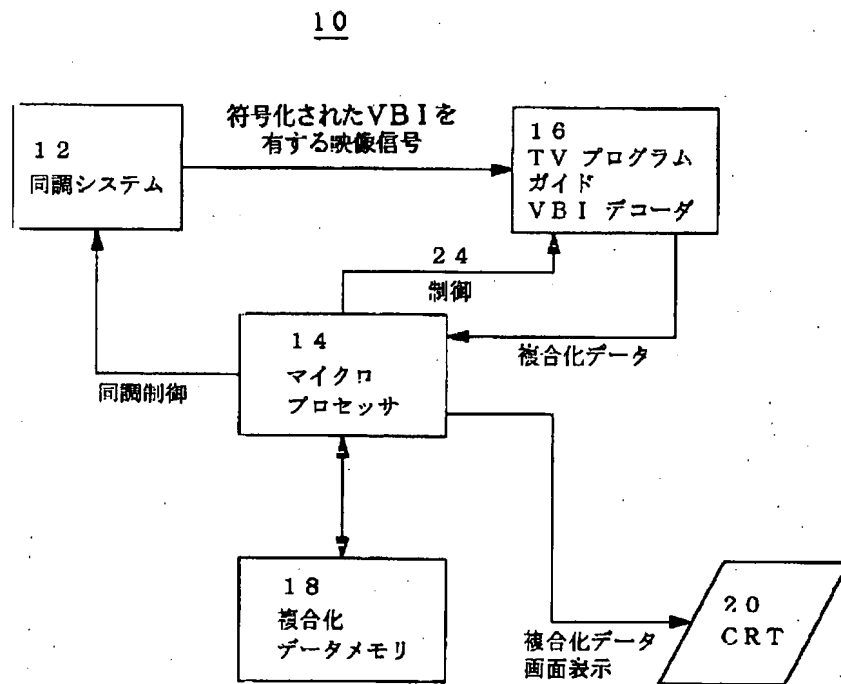 10
12
同調システム
符号化されたVBIを
有する映像信号
16
TV プログラム
ガイド
VBI デコーダ
24
制御
14
マイクロ
プロセッサ
複合化データ
同調制御
18
複合化
データメモリ
複合化データ
画面表示
20
CRT